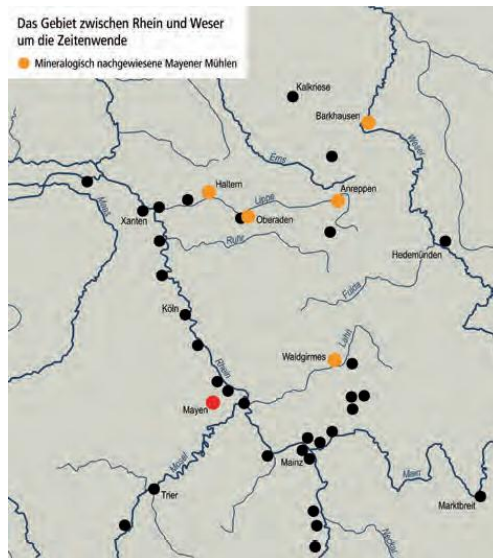 Das Gebiet zwischen Rhein und Weser
um die Zeitenwende
Mineralogisch nachgewiesene Mayener Mühlen
Kalkriese
Barkhausen
Weser
Ems
Haltern
Lippe
Anreppen
Maas
Xanten
Oberaden
Ruhr
Hedemünden
Fulda
Köln
Rhein
Lahn
Waldgirmes
Mayen
Mosel
Mainz
Main
Trier
Marktbreit
Neckar